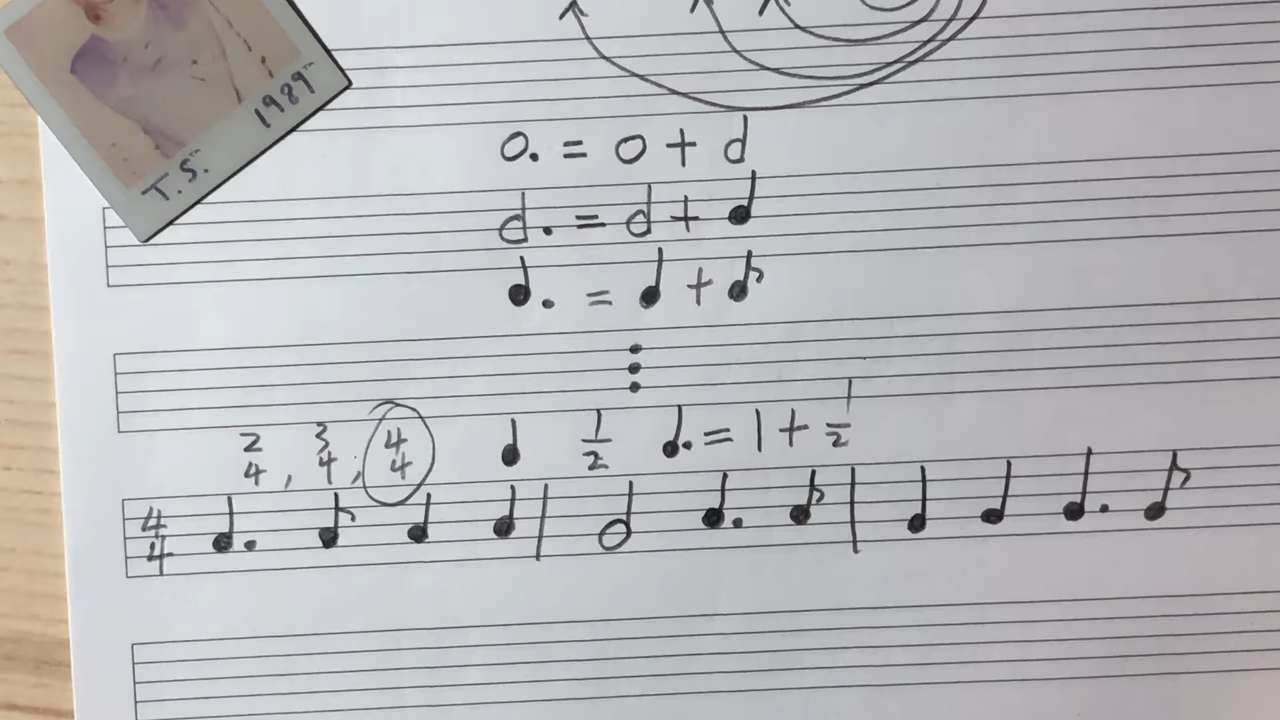 T.S.
1989
o. = o + 𝅗𝅥
𝅗𝅥. = 𝅗𝅥 + ♩
♩. = ♩ + ♪
⋮
2/4, 3/4, 4/4 ♩ 1/2 ♩. = 1 + 1/2
4/4 ♩. ♪ ♩ ♩ | 𝅗𝅥 ♩. ♪ | ♩ ♩ ♩. ♪